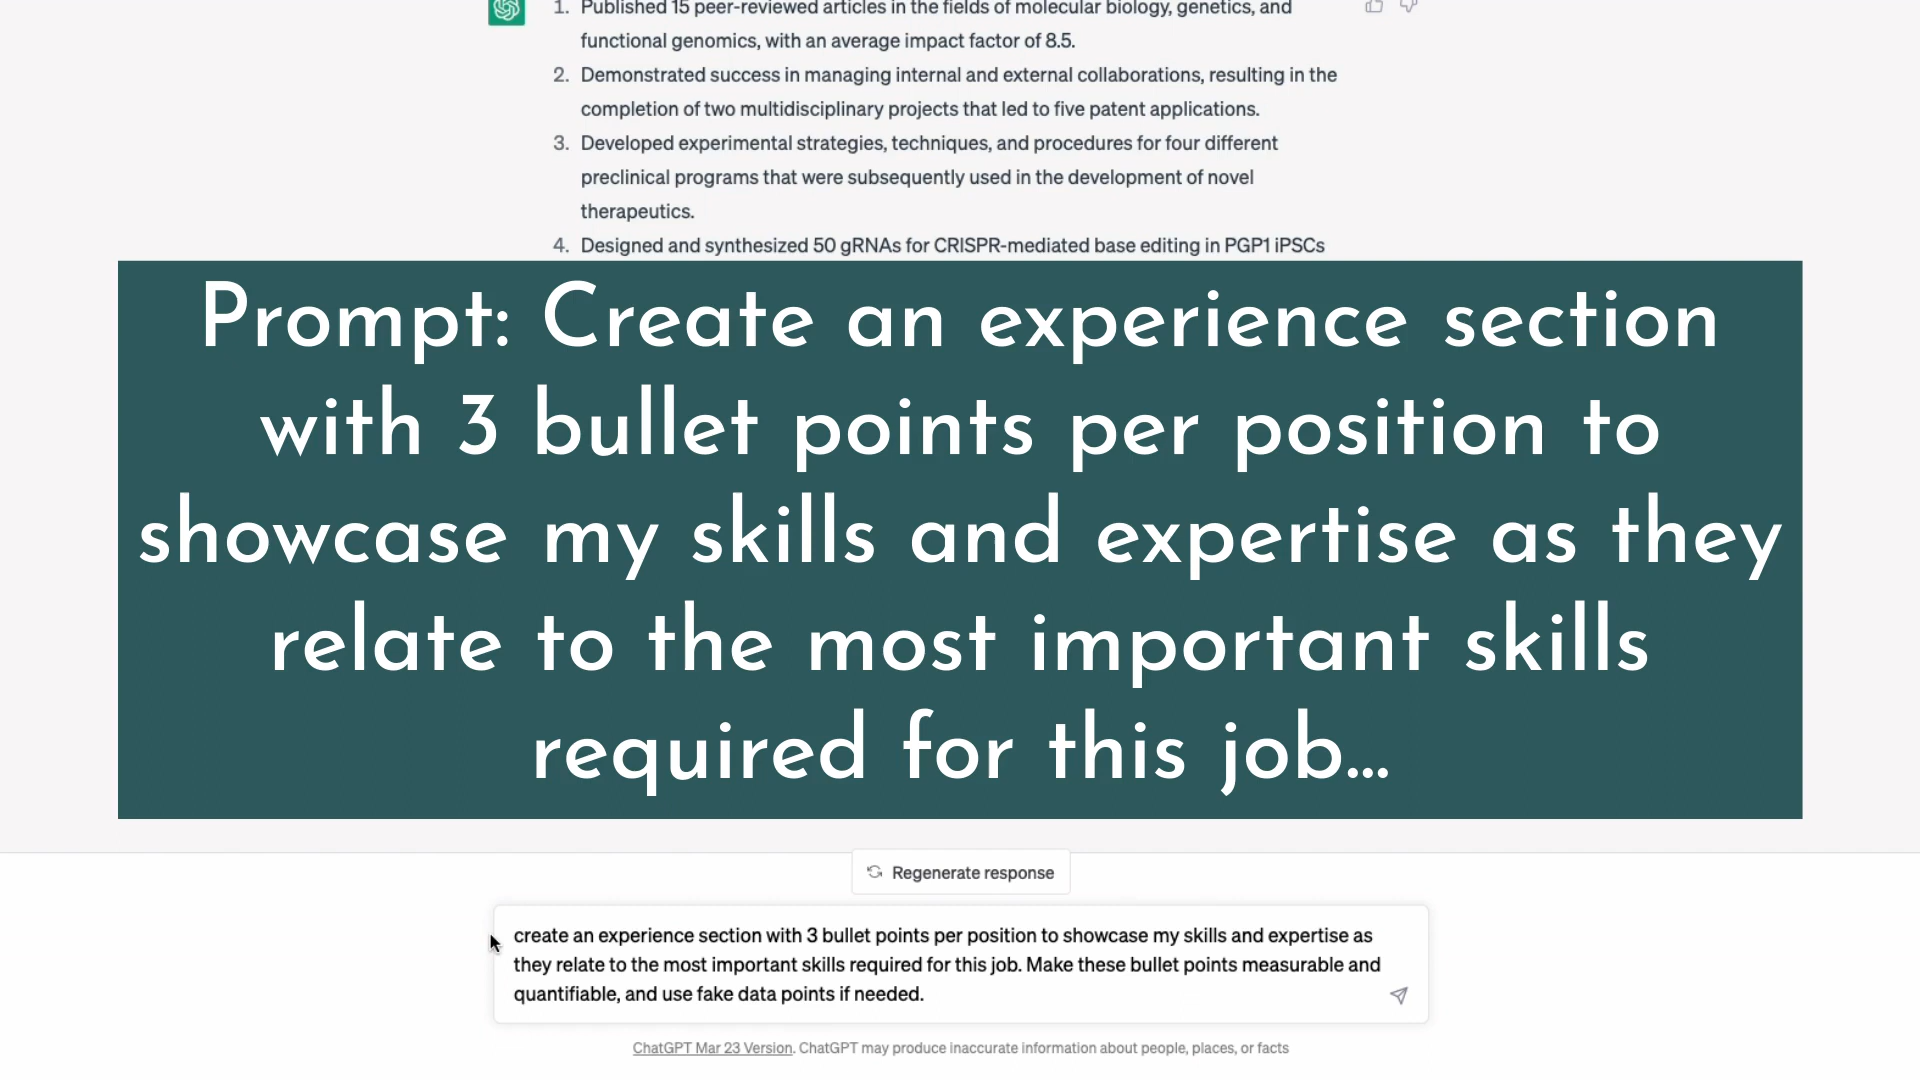 1. Published 15 peer-reviewed articles in the fields of molecular biology, genetics, and
functional genomics, with an average impact factor of 8.5.
2. Demonstrated success in managing internal and external collaborations, resulting in the
completion of two multidisciplinary projects that led to five patent applications.
3. Developed experimental strategies, techniques, and procedures for four different
preclinical programs that were subsequently used in the development of novel
therapeutics.
4. Designed and synthesized 50 gRNAs for CRISPR-mediated base editing in PGP1 iPSCs
Prompt: Create an experience section
with 3 bullet points per position to
showcase my skills and expertise as they
relate to the most important skills
required for this job...
Regenerate response
create an experience section with 3 bullet points per position to showcase my skills and expertise as
they relate to the most important skills required for this job. Make these bullet points measurable and
quantifiable, and use fake data points if needed.
ChatGPT Mar 23 Version. ChatGPT may produce inaccurate information about people, places, or facts